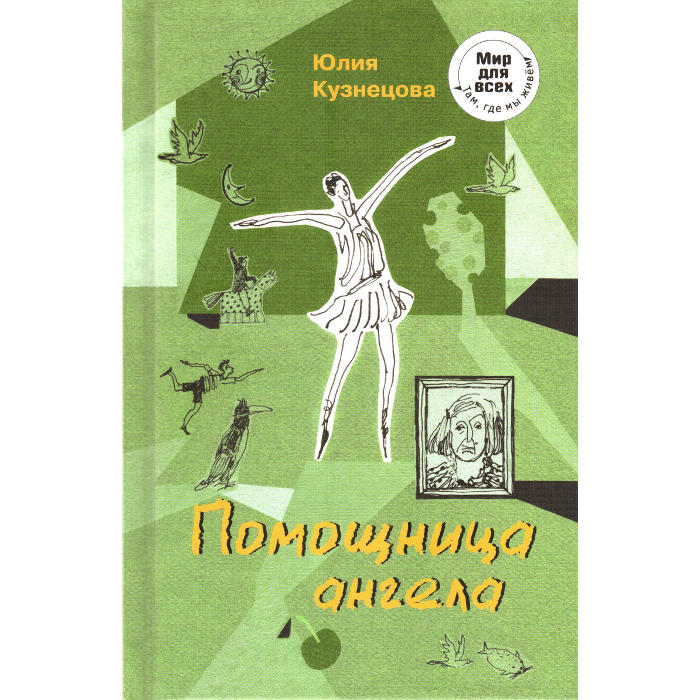 Юлия
Кузнецова
Мир
для
всех
Там, где мы живём
Помощница
ангела